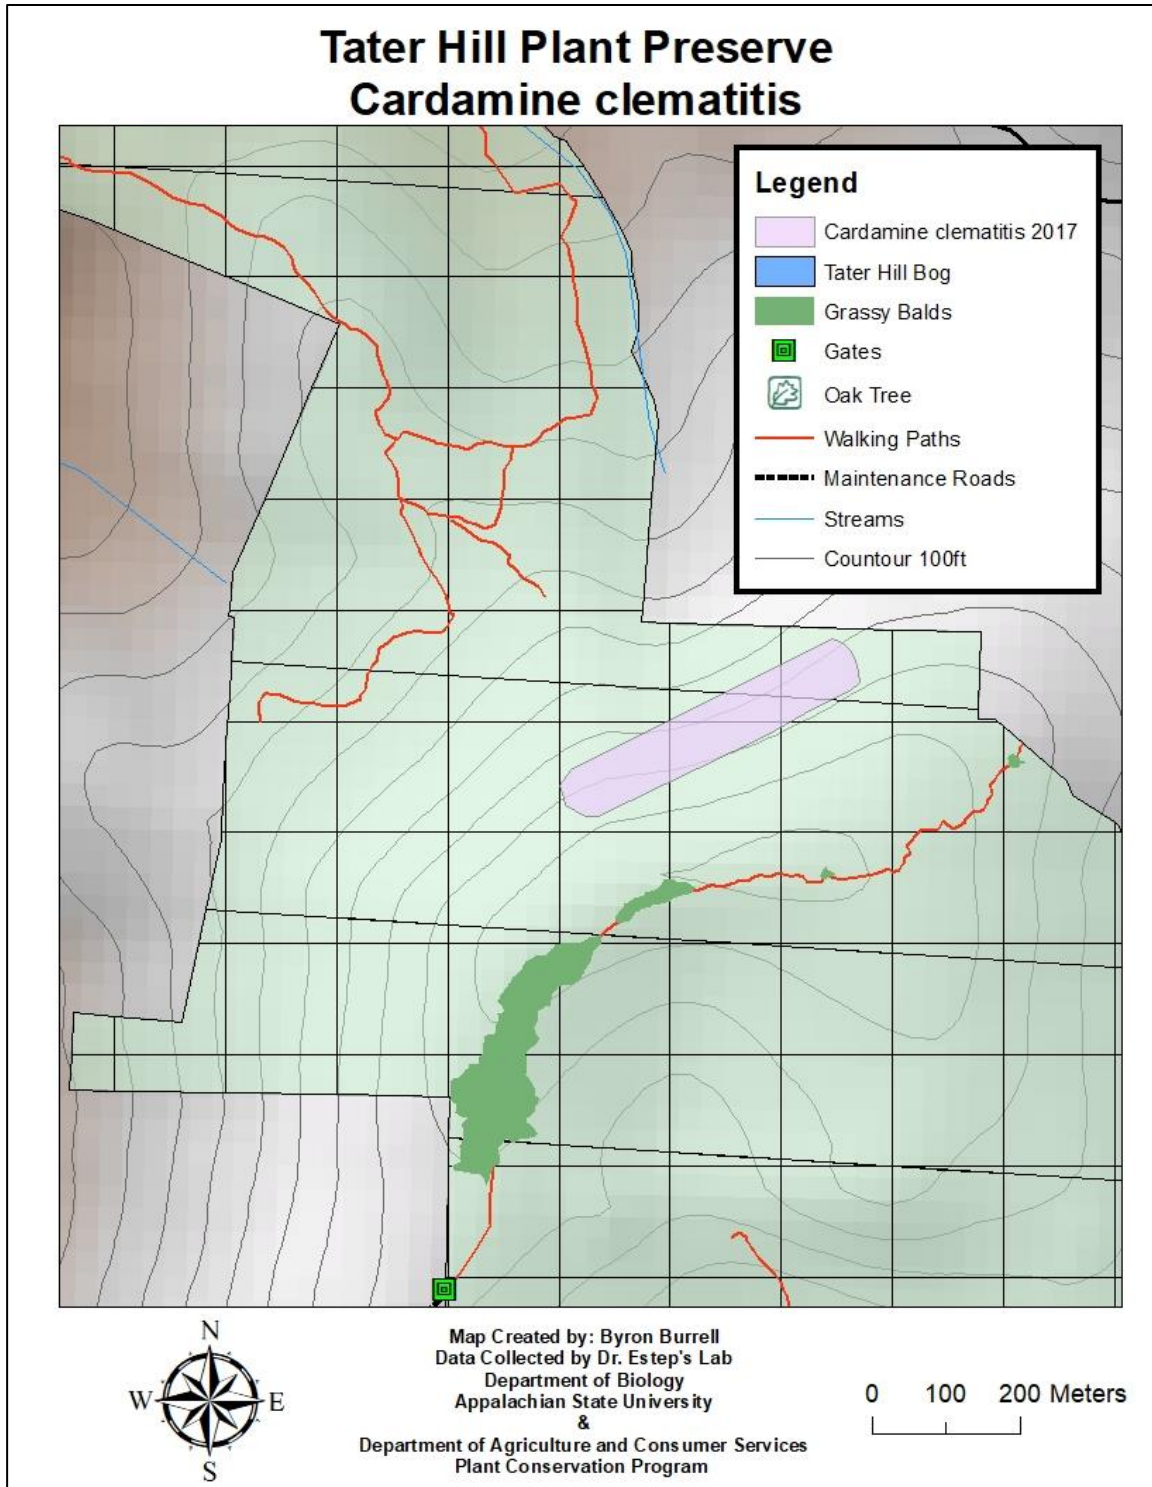 Tater Hill Plant Preserve
Cardamine clematitis
Legend
Cardamine clematitis 2017
Tater Hill Bog
Grassy Balds
Gates
Oak Tree
Walking Paths
Maintenance Roads
Streams
Countour 100ft
N
W E
S
Map Created by: Byron Burrell
Data Collected by Dr. Estep's Lab
Department of Biology
Appalachian State University
&
Department of Agriculture and Consumer Services
Plant Conservation Program
0 100 200 Meters